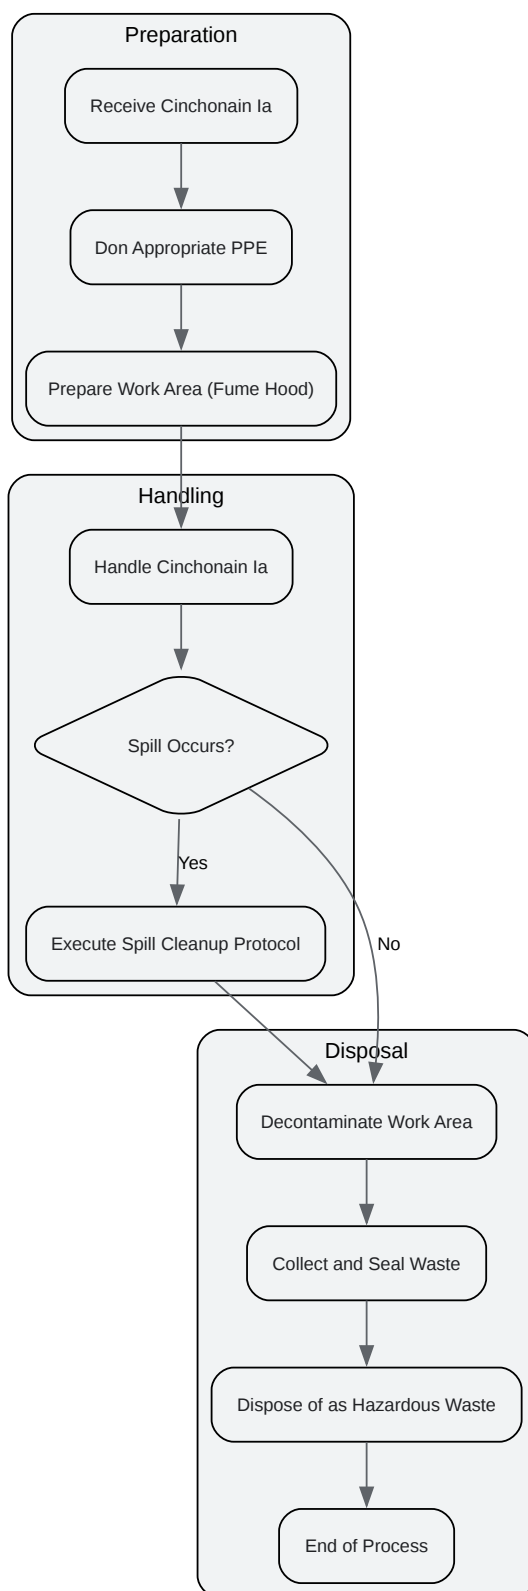 Preparation
Receive Cinchonain Ia
Don Appropriate PPE
Prepare Work Area (Fume Hood)
Handling
Handle Cinchonain Ia
Spill Occurs?
Yes
Execute Spill Cleanup Protocol
No
Disposal
Decontaminate Work Area
Collect and Seal Waste
Dispose of as Hazardous Waste
End of Process